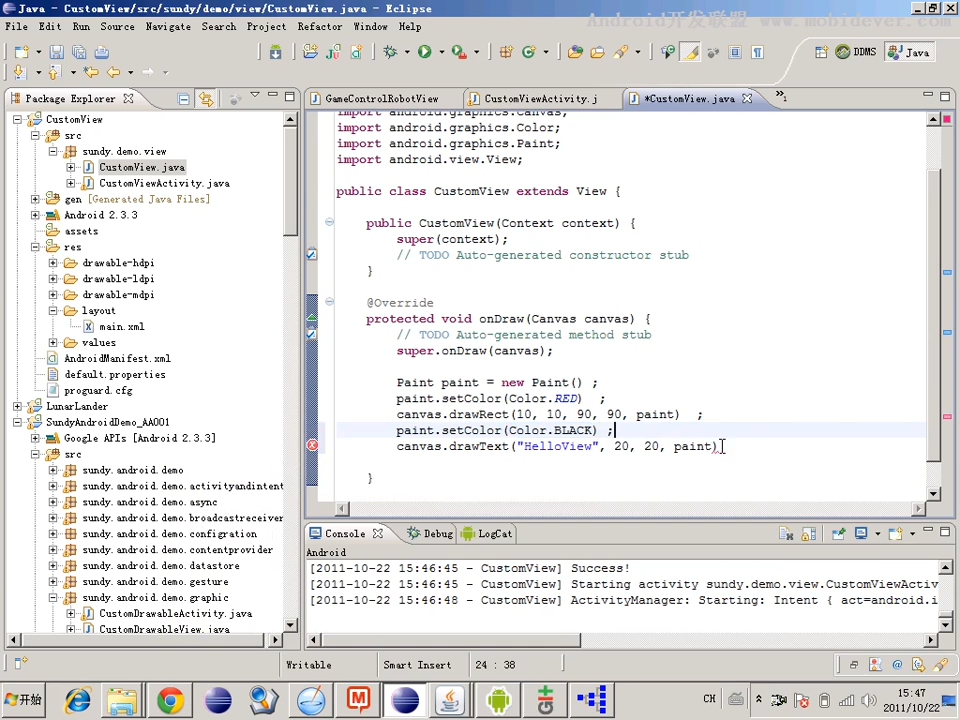 Java - CustomView/src/sundy/demo/view/CustomView.java - Eclipse
Android开发联盟 www.mobidever.com
File Edit Run Source Navigate Search Project Refactor Window Help
DDMS Java
Package Explorer
GameControlRobotView
CustomViewActivity.j
*CustomView.java
»1
CustomView
src
sundy.demo.view
CustomView.java
CustomViewActivity.java
gen [Generated Java Files]
Android 2.3.3
assets
res
drawable-hdpi
drawable-ldpi
drawable-mdpi
layout
main.xml
values
AndroidManifest.xml
default.properties
proguard.cfg
LunarLander
SundyAndroidDemo_AA001
Google APIs [Android 3.2]
src
sundy.android.demo
sundy.android.demo.activityandintent
sundy.android.demo.async
sundy.android.demo.broadcastreceiver
sundy.android.demo.configration
sundy.android.demo.contentprovider
sundy.android.demo.datastore
sundy.android.demo.gesture
sundy.android.demo.graphic
CustomDrawableActivity.java
CustomDrawableView.java
import android.graphics.Canvas;
import android.graphics.Color;
import android.graphics.Paint;
import android.view.View;
public class CustomView extends View {
public CustomView(Context context) {
super(context);
// TODO Auto-generated constructor stub
}
@Override
protected void onDraw(Canvas canvas) {
// TODO Auto-generated method stub
super.onDraw(canvas);
Paint paint = new Paint() ;
paint.setColor(Color.RED) ;
canvas.drawRect(10, 10, 90, 90, paint) ;
paint.setColor(Color.BLACK) ;
canvas.drawText("HelloView", 20, 20, paint)
}
Console Debug LogCat
Android
[2011-10-22 15:46:45 - CustomView] Success!
[2011-10-22 15:46:45 - CustomView] Starting activity sundy.demo.view.CustomViewActiv
[2011-10-22 15:46:48 - CustomView] ActivityManager: Starting: Intent { act=android.i
Writable Smart Insert 24 : 38
开始
CH
15:47
2011/10/22